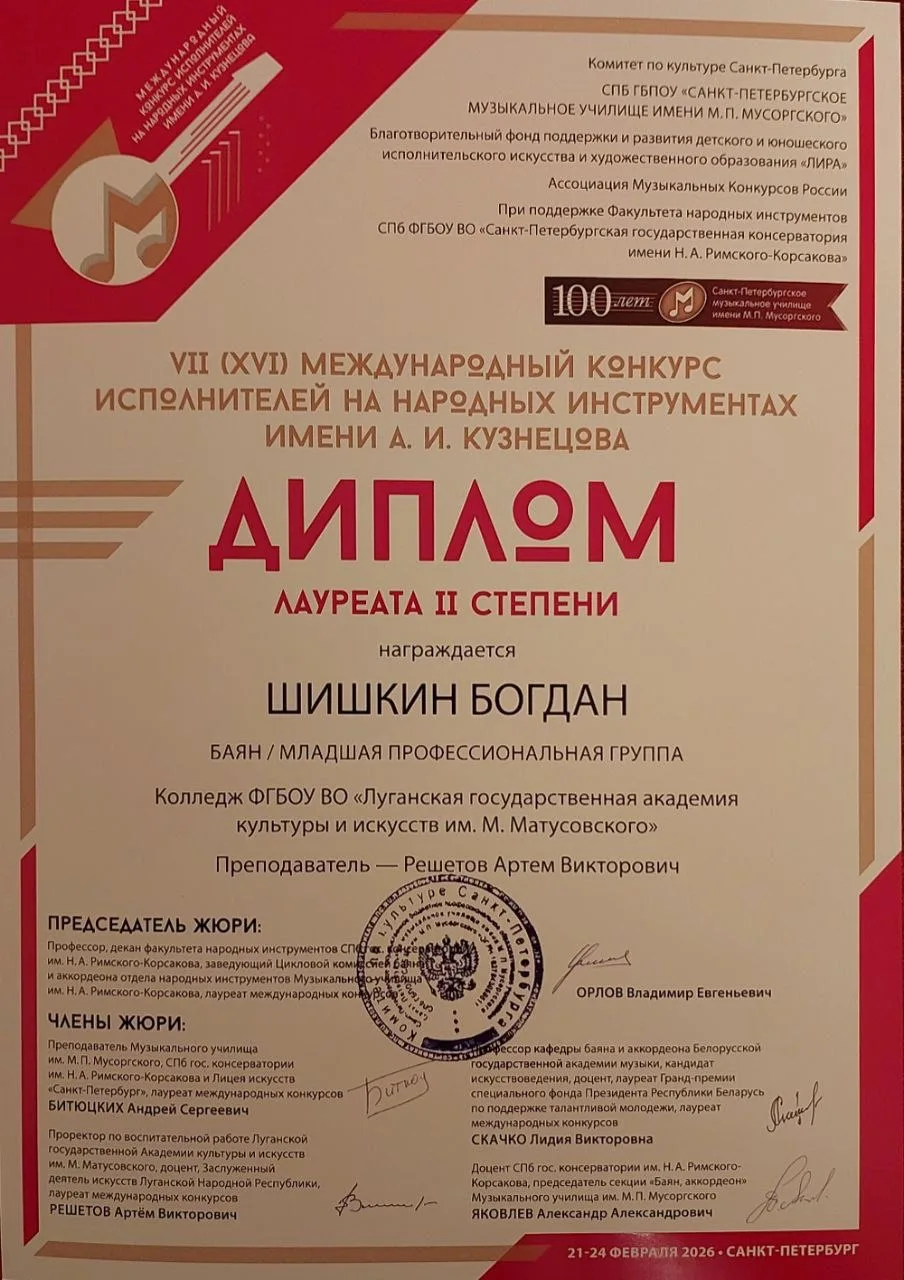 МЕЖДУНАРОДНЫЙ
КОНКУРС ИСПОЛНИТЕЛЕЙ
НА НАРОДНЫХ ИНСТРУМЕНТАХ
ИМЕНИ А. И. КУЗНЕЦОВА
Комитет по культуре Санкт-Петербурга
СПБ ГБПОУ «САНКТ-ПЕТЕРБУРГСКОЕ
МУЗЫКАЛЬНОЕ УЧИЛИЩЕ ИМЕНИ М. П. МУСОРГСКОГО»
Благотворительный фонд поддержки и развития детского и юношеского
исполнительского искусства и художественного образования «ЛИРА»
Ассоциация Музыкальных Конкурсов России
При поддержке Факультета народных инструментов
СПб ФГБОУ ВО «Санкт-Петербургская государственная консерватория
имени Н. А. Римского-Корсакова»
100 лет
Санкт-Петербургское
музыкальное училище
имени М.П. Мусоргского
VII (XVI) МЕЖДУНАРОДНЫЙ КОНКУРС
ИСПОЛНИТЕЛЕЙ НА НАРОДНЫХ ИНСТРУМЕНТАХ
ИМЕНИ А. И. КУЗНЕЦОВА
ДИПЛОМ
ЛАУРЕАТА II СТЕПЕНИ
награждается
ШИШКИН БОГДАН
БАЯН / МЛАДШАЯ ПРОФЕССИОНАЛЬНАЯ ГРУППА
Колледж ФГБОУ ВО «Луганская государственная академия
культуры и искусств им. М. Матусовского»
Преподаватель — Решетов Артем Викторович
ПРЕДСЕДАТЕЛЬ ЖЮРИ:
Профессор, декан факультета народных инструментов СПб гос. консерватории
им. Н. А. Римского-Корсакова, заведующий Цикловой комиссией баяна
и аккордеона отдела народных инструментов Музыкального училища
им. Н. А. Римского-Корсакова, лауреат международных конкурсов
ОРЛОВ Владимир Евгеньевич
Комитет по культуре Санкт-Петербурга
ЧЛЕНЫ ЖЮРИ:
Преподаватель Музыкального училища
им. М. П. Мусоргского, СПб гос. консерватории
им. Н. А. Римского-Корсакова и Лицея искусств
«Санкт-Петербург», лауреат международных конкурсов
БИТЮЦКИХ Андрей Сергеевич
Проректор по воспитательной работе Луганской
государственной Академии культуры и искусств
им. М. Матусовского, доцент, Заслуженный
деятель искусств Луганской Народной Республики,
лауреат международных конкурсов
РЕШЕТОВ Артём Викторович
Профессор кафедры баяна и аккордеона Белорусской
государственной академии музыки, кандидат
искусствоведения, доцент, лауреат Гранд-премии
специального фонда Президента Республики Беларусь
по поддержке талантливой молодежи, лауреат
международных конкурсов
СКАЧКО Лидия Викторовна
Доцент СПб гос. консерватории им. Н. А. Римского-
Корсакова, председатель секции «Баян, аккордеон»
Музыкального училища им. М. П. Мусоргского
ЯКОВЛЕВ Александр Александрович
21-24 ФЕВРАЛЯ 2026 • САНКТ-ПЕТЕРБУРГ